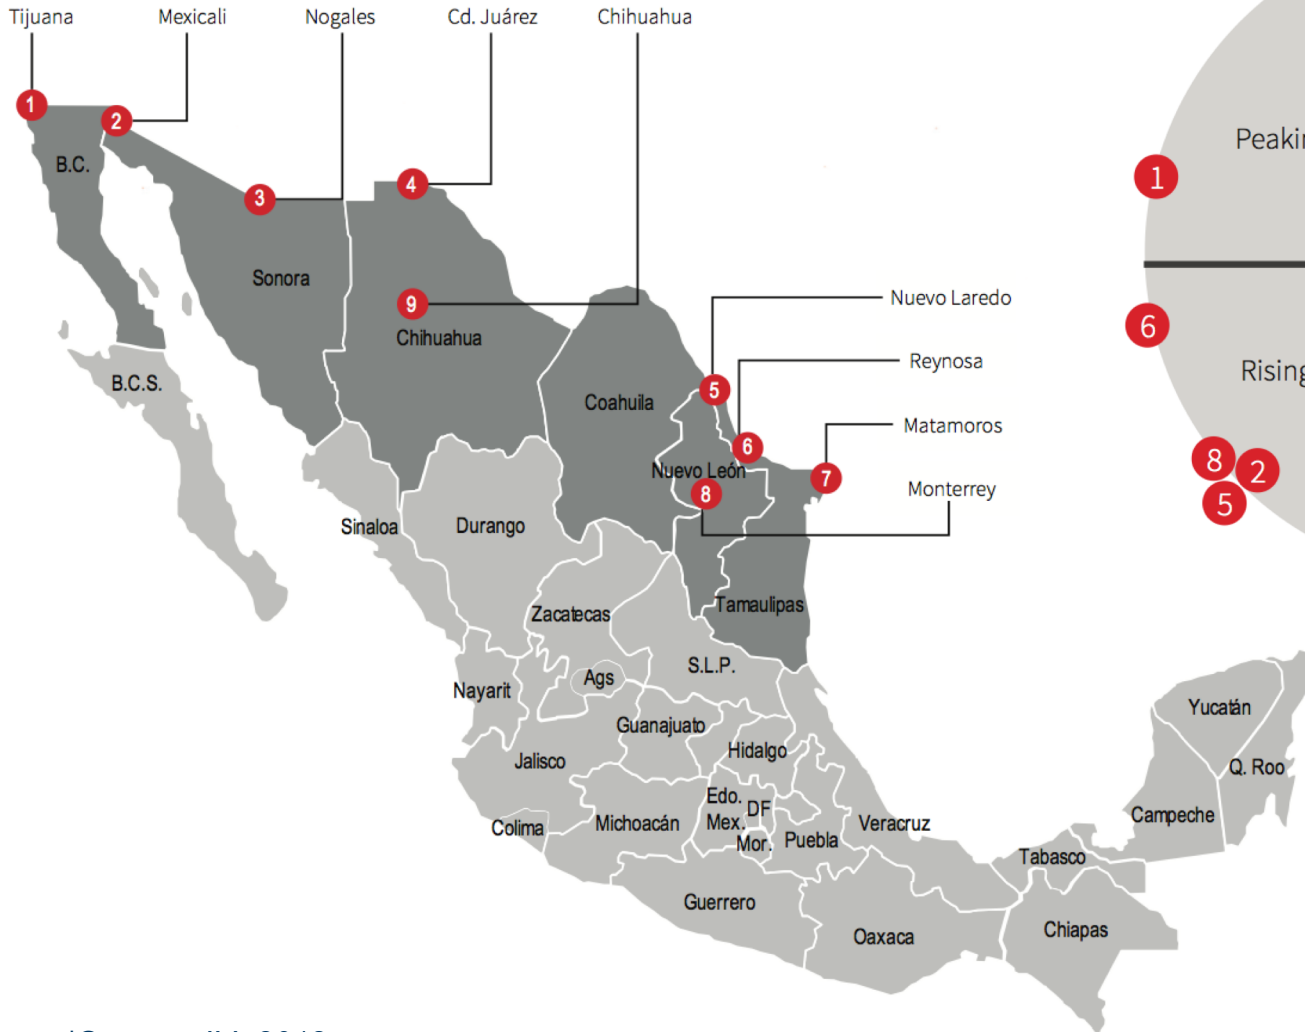 Tijuana
Mexicali
Nogales
Cd. Juárez
Chihuahua
1
2
3
4
9
B.C.
Sonora
Chihuahua
Coahuila
B.C.S.
Nuevo Laredo
Reynosa
Matamoros
Monterrey
5
6
7
8
Nuevo León
Sinaloa
Durango
Tamaulipas
Zacatecas
S.L.P.
Ags
Nayarit
Guanajuato
Hidalgo
Jalisco
Edo.
Mex.
DF
Mor.
Colima
Michoacán
Puebla
Veracruz
Guerrero
Oaxaca
Tabasco
Chiapas
Campeche
Yucatán
Q. Roo
1
6
Rising
8
2
5